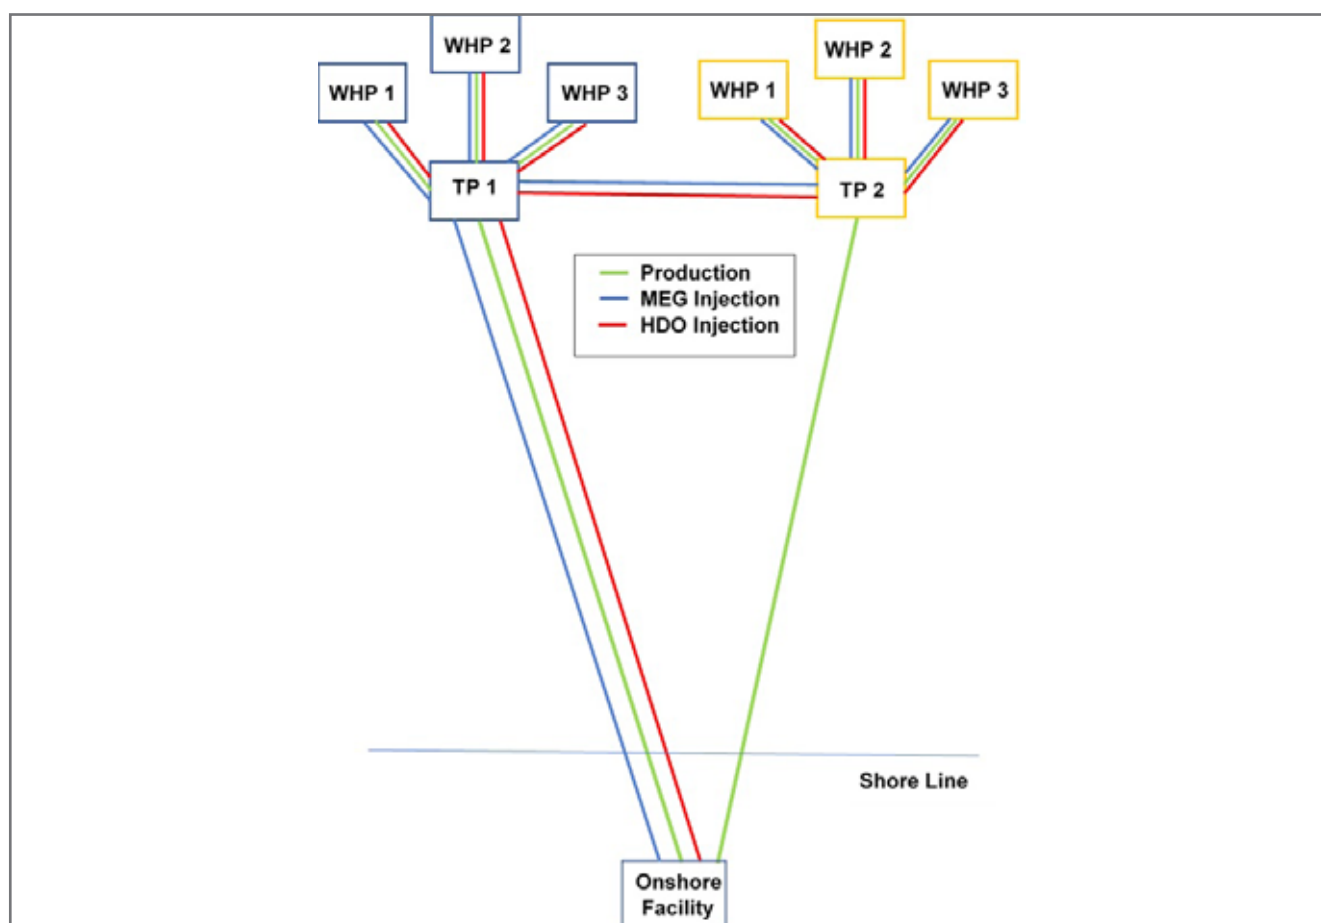 WHP 2
WHP 1
WHP 3
WHP 2
WHP 1
WHP 3
TP 1
TP 2
Production
MEG Injection
HDO Injection
Shore Line
Onshore
Facility